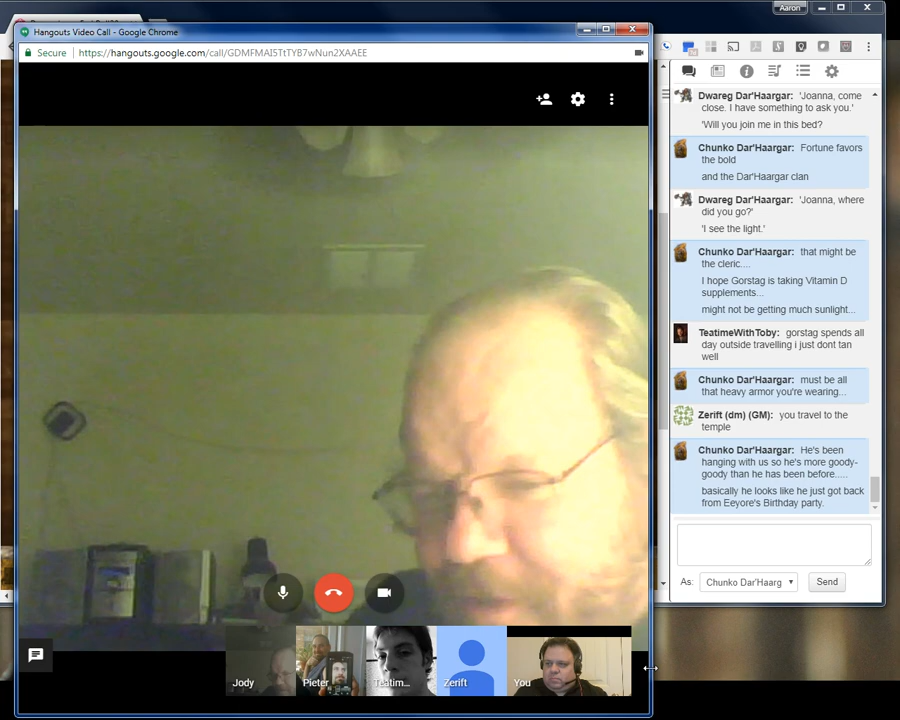 Aaron
Hangouts Video Call - Google Chrome
Secure
https://hangouts.google.com/call/GDMFMAI5TtTYB7wNun2XAAEE
Dwareg Dar'Haargar: 'Joanna, come
close. I have something to ask you.'
'Will you join me in this bed?
Chunko Dar'Haargar: Fortune favors
the bold
and the Dar'Haargar clan
Dwareg Dar'Haargar: 'Joanna, where
did you go?'
'I see the light.'
Chunko Dar'Haargar: that might be
the cleric....
I hope Gorstag is taking Vitamin D
supplements...
might not be getting much sunlight...
TeatimeWithToby: gorstag spends all
day outside travelling i just dont tan
well
Chunko Dar'Haargar: must be all
that heavy armor you're wearing...
Zerift (dm) (GM): you travel to the
temple
Chunko Dar'Haargar: He's been
hanging with us so he's more goody-
goody than he has been before.....
basically he looks like he just got back
from Eeyore's Birthday party.
As: Chunko Dar'Haarg Send
Jody Pieter Teatim... Zerift You